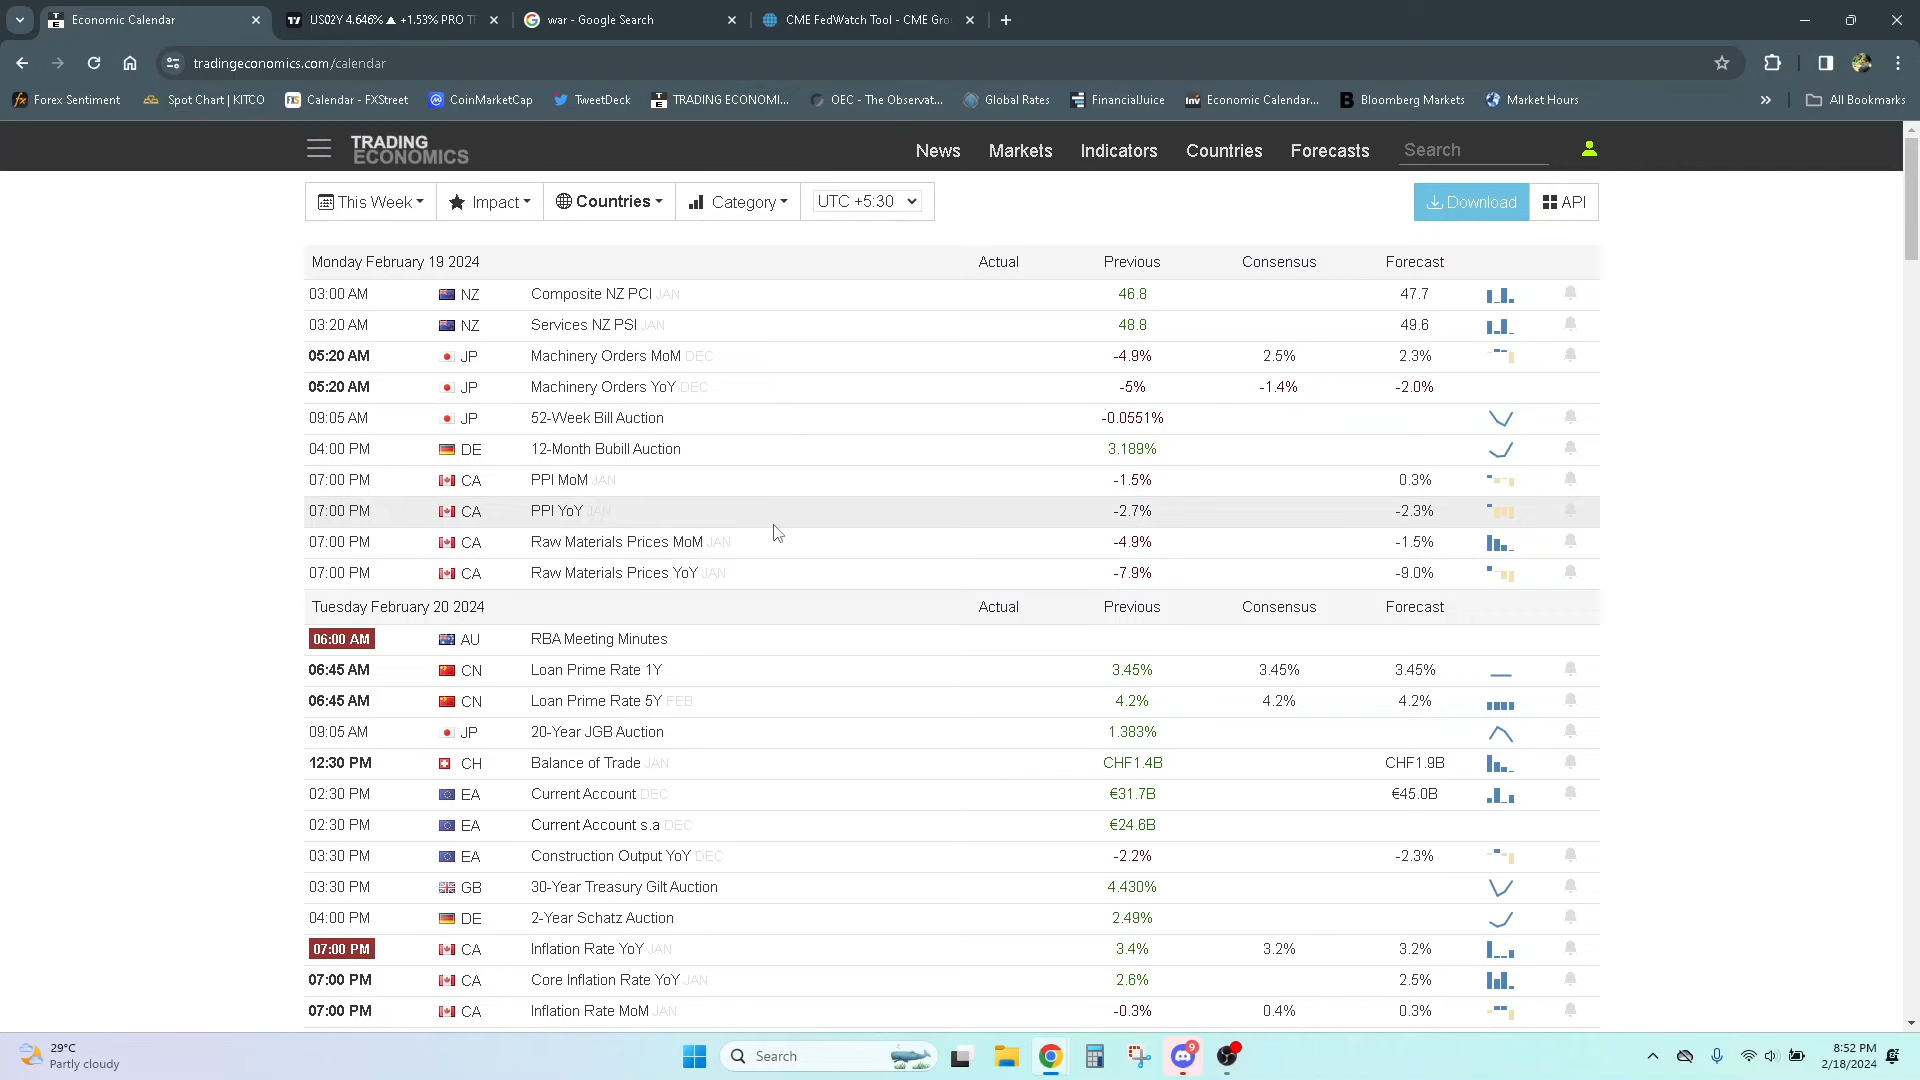 Economic Calendar
US02Y 4.646% ▲ +1.53% PRO T
war - Google Search
CME FedWatch Tool - CME Gro
tradingeconomics.com/calendar
Forex Sentiment
Spot Chart | KITCO
Calendar - FXStreet
CoinMarketCap
TweetDeck
TRADING ECONOMI...
OEC - The Observat...
Global Rates
FinancialJuice
Economic Calendar...
Bloomberg Markets
Market Hours
All Bookmarks
TRADING
ECONOMICS
News Markets Indicators Countries Forecasts Search
This Week Impact Countries Category UTC +5:30 Download API
Monday February 19 2024 Actual Previous Consensus Forecast
03:00 AM NZ Composite NZ PCI JAN 46.8 47.7
03:20 AM NZ Services NZ PSI JAN 48.8 49.6
05:20 AM JP Machinery Orders MoM DEC -4.9% 2.5% 2.3%
05:20 AM JP Machinery Orders YoY DEC -5% -1.4% -2.0%
09:05 AM JP 52-Week Bill Auction -0.0551%
04:00 PM DE 12-Month Bubill Auction 3.189%
07:00 PM CA PPI MoM JAN -1.5% 0.3%
07:00 PM CA PPI YoY JAN -2.7% -2.3%
07:00 PM CA Raw Materials Prices MoM JAN -4.9% -1.5%
07:00 PM CA Raw Materials Prices YoY JAN -7.9% -9.0%
Tuesday February 20 2024 Actual Previous Consensus Forecast
06:00 AM AU RBA Meeting Minutes
06:45 AM CN Loan Prime Rate 1Y 3.45% 3.45% 3.45%
06:45 AM CN Loan Prime Rate 5Y FEB 4.2% 4.2% 4.2%
09:05 AM JP 20-Year JGB Auction 1.383%
12:30 PM CH Balance of Trade JAN CHF1.4B CHF1.9B
02:30 PM EA Current Account DEC €31.7B €45.0B
02:30 PM EA Current Account s.a DEC €24.6B
03:30 PM EA Construction Output YoY DEC -2.2% -2.3%
03:30 PM GB 30-Year Treasury Gilt Auction 4.430%
04:00 PM DE 2-Year Schatz Auction 2.49%
07:00 PM CA Inflation Rate YoY JAN 3.4% 3.2% 3.2%
07:00 PM CA Core Inflation Rate YoY JAN 2.6% 2.5%
07:00 PM CA Inflation Rate MoM JAN -0.3% 0.4% 0.3%
29°C
Partly cloudy
Search
9
8:52 PM
2/18/2024